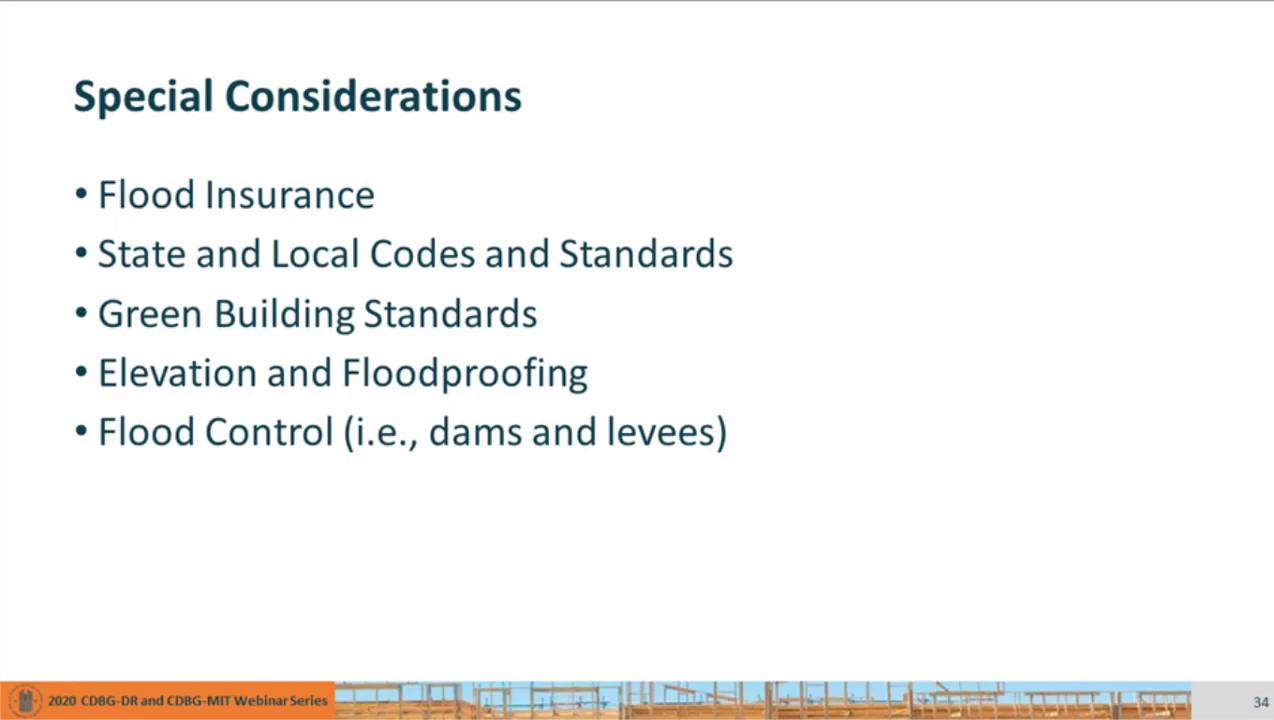 Special Considerations
• Flood Insurance
• State and Local Codes and Standards
• Green Building Standards
• Elevation and Floodproofing
• Flood Control (i.e., dams and levees)
2020 CDBG-DR and CDBG-MIT Webinar Series
34